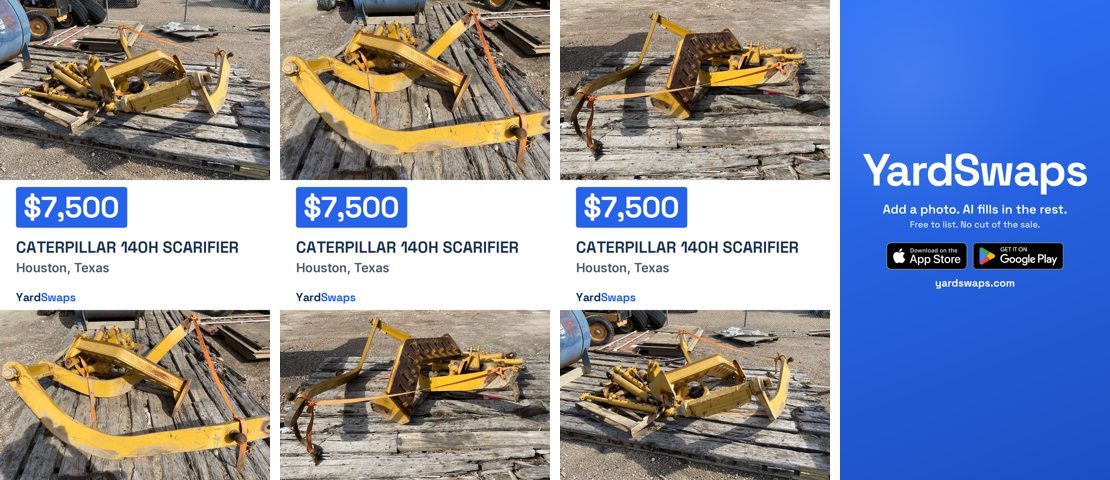 $7,500
CATERPILLAR 140H SCARIFIER
Houston, Texas
YardSwaps
$7,500
CATERPILLAR 140H SCARIFIER
Houston, Texas
YardSwaps
$7,500
CATERPILLAR 140H SCARIFIER
Houston, Texas
YardSwaps
YardSwaps
Add a photo. AI fills in the rest.
Free to list. No cut of the sale.
Download on the
App Store
GET IT ON
Google Play
yardswaps.com